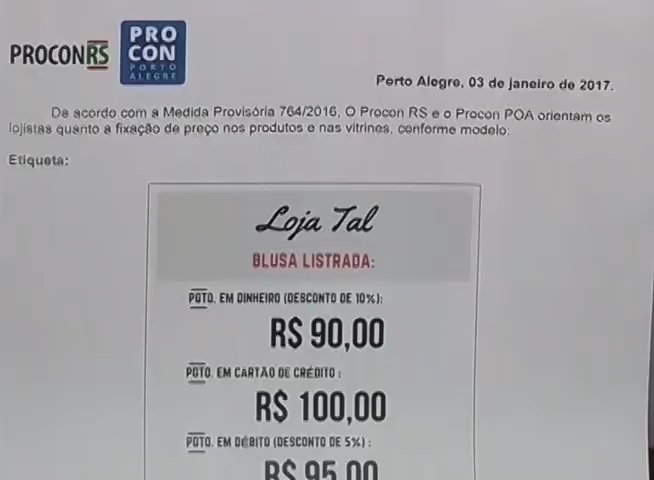 PROCONRS
PRO
CON
PORTO
ALEGRE
Porto Alegre, 03 de janeiro de 2017.
De acordo com a Medida Provisória 764/2016, O Procon RS e o Procon POA orientam os
lojistas quanto a fixação de preço nos produtos e nas vitrines, conforme modelo:
Etiqueta:
Loja Tal
BLUSA LISTRADA:
PGTO. EM DINHEIRO (DESCONTO DE 10%):
R$ 90,00
PGTO. EM CARTÃO DE CRÉDITO :
R$ 100,00
PGTO. EM DÉBITO (DESCONTO DE 5%) :
R$ 95,00